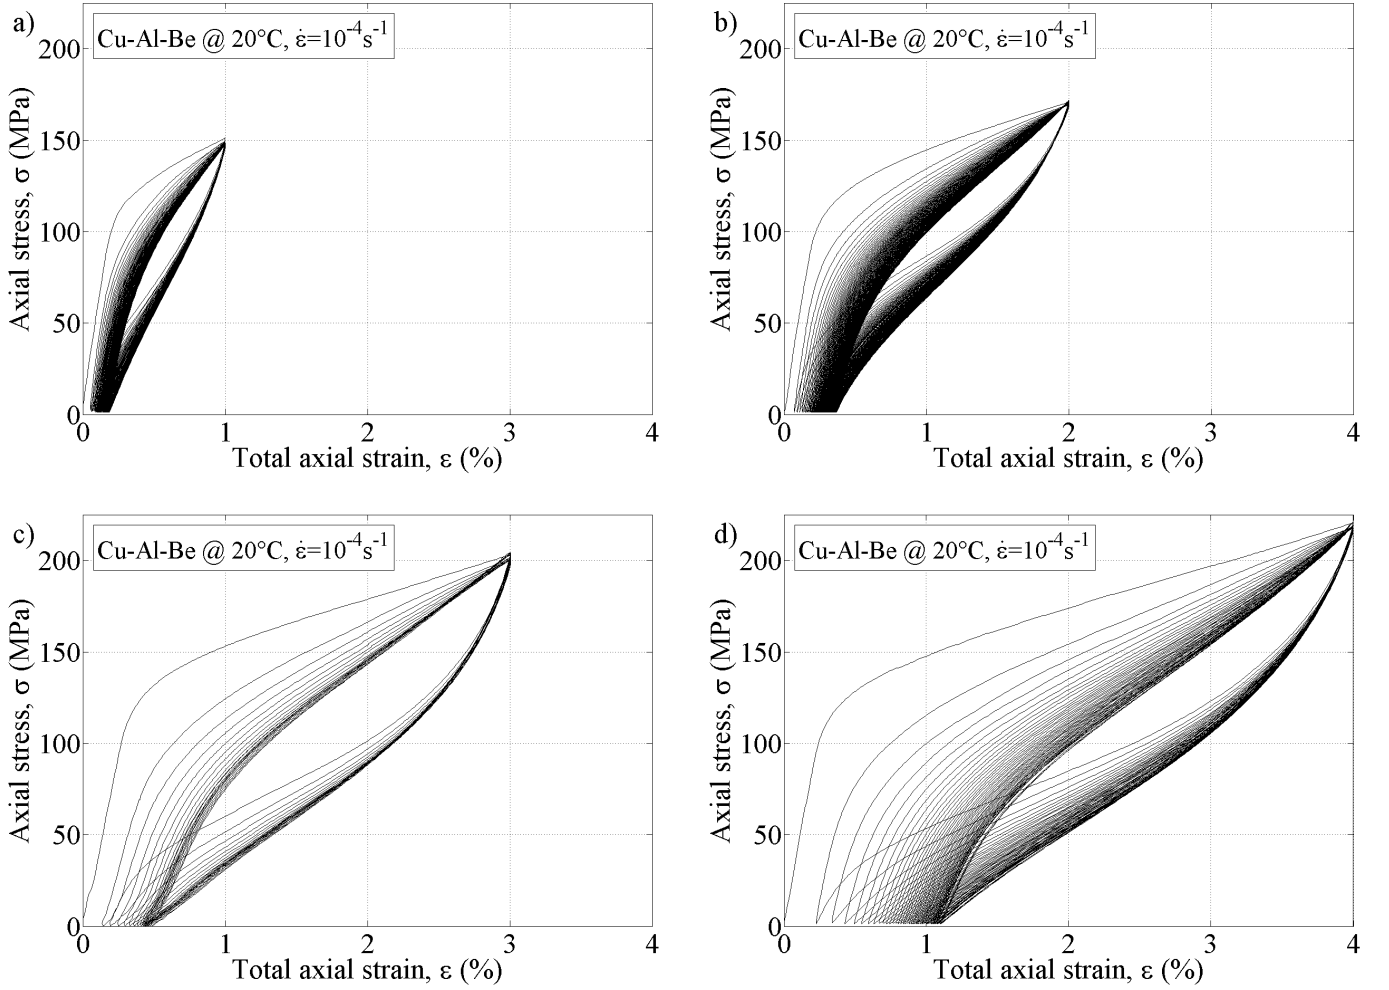 a)
Cu-Al-Be @ 20°C, ε̇=10⁻⁴s⁻¹
Axial stress, σ (MPa)
200
150
100
50
0
0 1 2 3 4
Total axial strain, ε (%)
b)
Cu-Al-Be @ 20°C, ε̇=10⁻⁴s⁻¹
Axial stress, σ (MPa)
200
150
100
50
0
0 1 2 3 4
Total axial strain, ε (%)
c)
Cu-Al-Be @ 20°C, ε̇=10⁻⁴s⁻¹
Axial stress, σ (MPa)
200
150
100
50
0
0 1 2 3 4
Total axial strain, ε (%)
d)
Cu-Al-Be @ 20°C, ε̇=10⁻⁴s⁻¹
Axial stress, σ (MPa)
200
150
100
50
0
0 1 2 3 4
Total axial strain, ε (%)